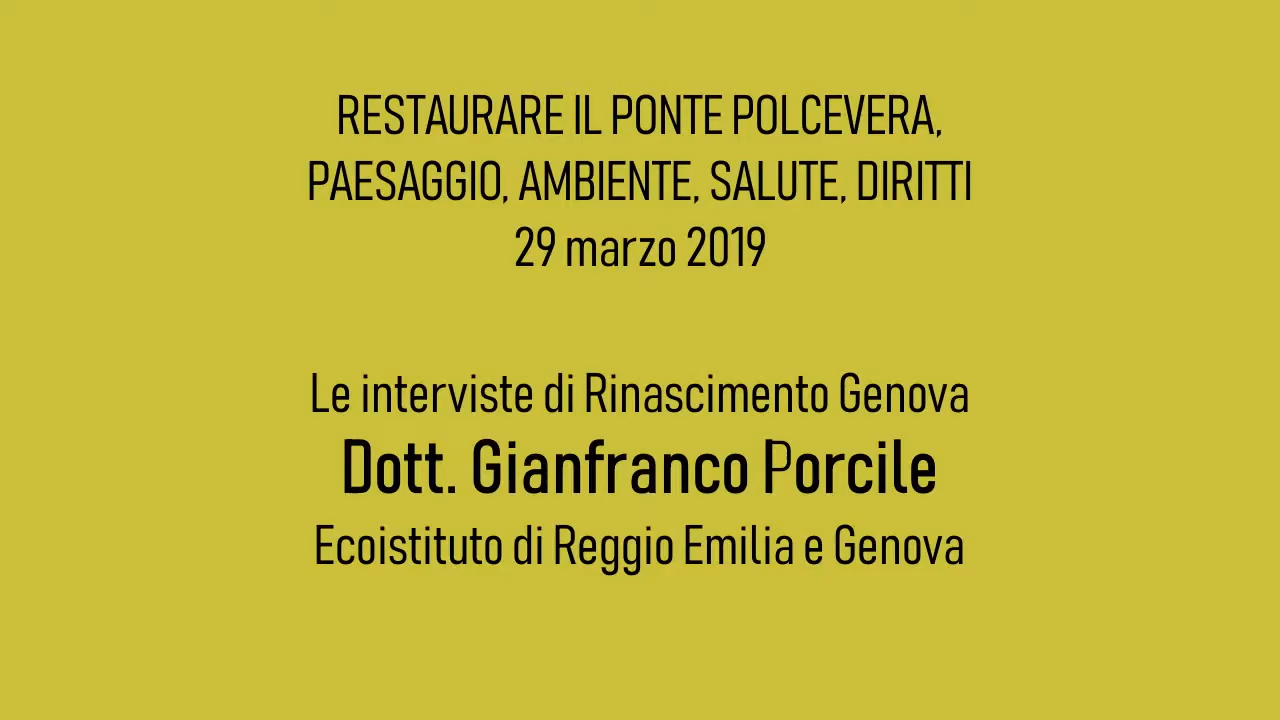 RESTAURARE IL PONTE POLCEVERA,
PAESAGGIO, AMBIENTE, SALUTE, DIRITTI
29 marzo 2019
Le interviste di Rinascimento Genova
Dott. Gianfranco Porcile
Ecoistituto di Reggio Emilia e Genova